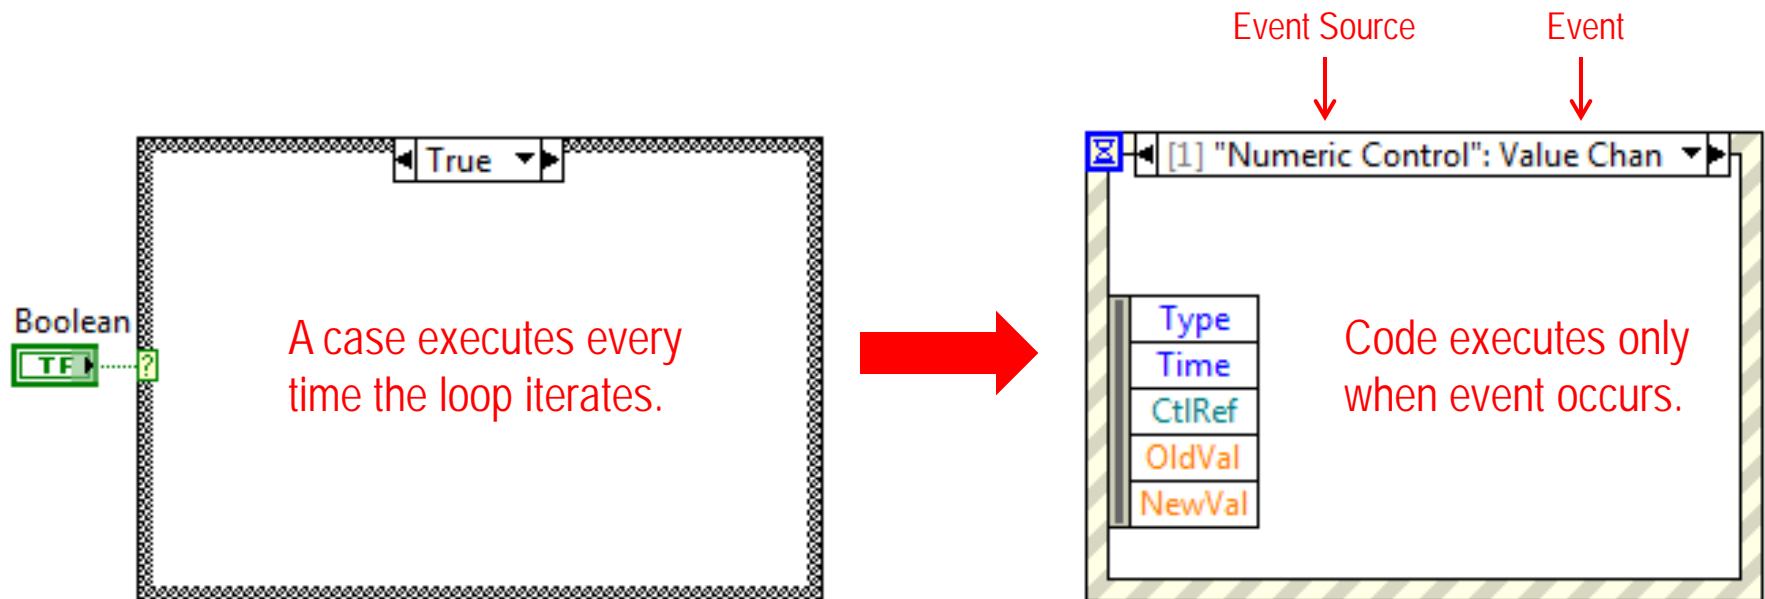 Event Source
Event
True
[1] "Numeric Control": Value Chan
Boolean
TF
?
A case executes every
time the loop iterates.
Type
Time
CtlRef
OldVal
NewVal
Code executes only
when event occurs.